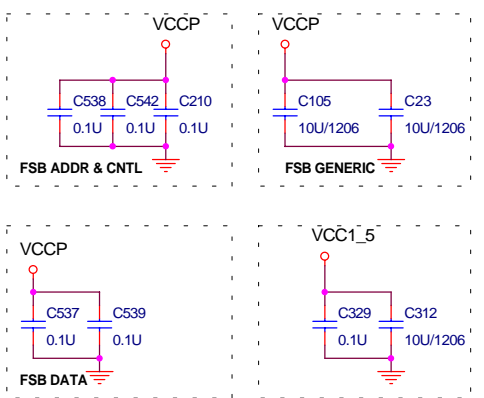 VCCP
C538 C542 C210
0.1U 0.1U 0.1U
FSB ADDR & CNTL
VCCP
C105 C23
10U/1206 10U/1206
FSB GENERIC
VCCP
C537 C539
0.1U 0.1U
FSB DATA
VCC1_5
C329 C312
0.1U 10U/1206